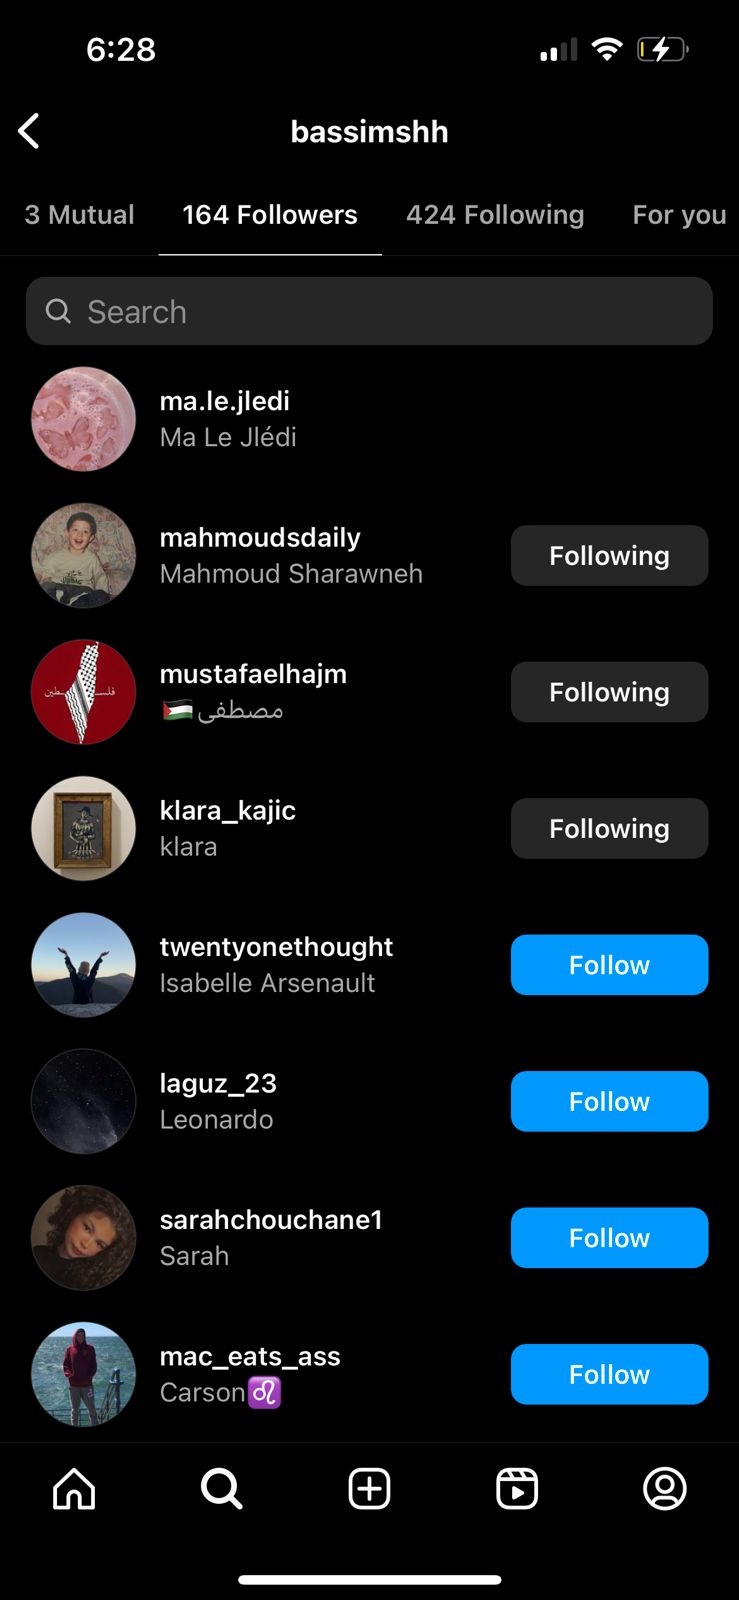 6:28
bassimshh
3 Mutual 164 Followers 424 Following For you
Search
ma.le.jledi
Ma Le Jlédi
mahmoudsdaily
Mahmoud Sharawneh
Following
mustafaelhajm
مصطفى🇵🇸
Following
فلسطين
klara_kajic
klara
Following
twentyonethought
Isabelle Arsenault
Follow
laguz_23
Leonardo
Follow
sarahchouchane1
Sarah
Follow
mac_eats_ass
Carson♌
Follow